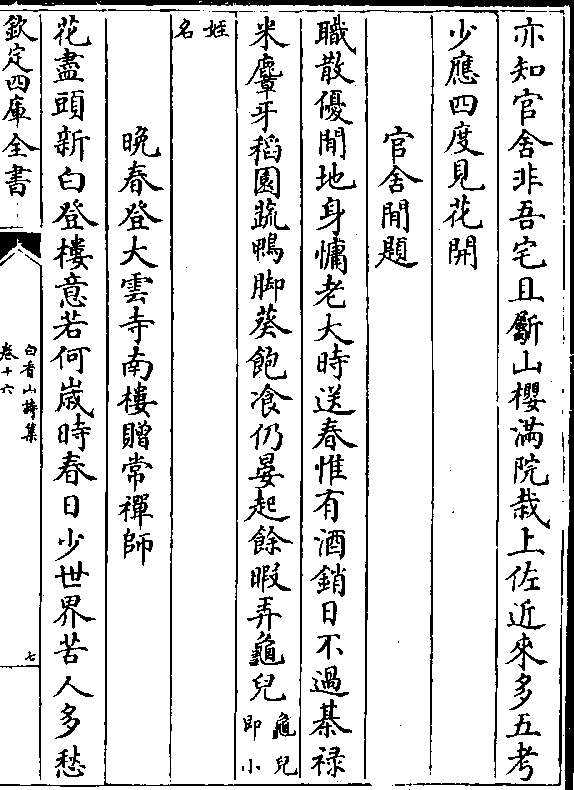 亦知官舍非吾宅且斸山櫻滿院栽上佐近來多五考
少應四度見花開
官舍閒題
職散優閒地身慵老大時送春惟有酒銷日不過棊禄
米麞牙稻園蔬鴨脚葵飽飡仍晏起餘暇弄龜兒龜兒即小
姪名
晩春登大雲寺南樓贈常禪師
花盡頭新白登樓意若何歲時春日少世界苦人多愁
欽定四庫全書
白香山詩集
卷十六
七